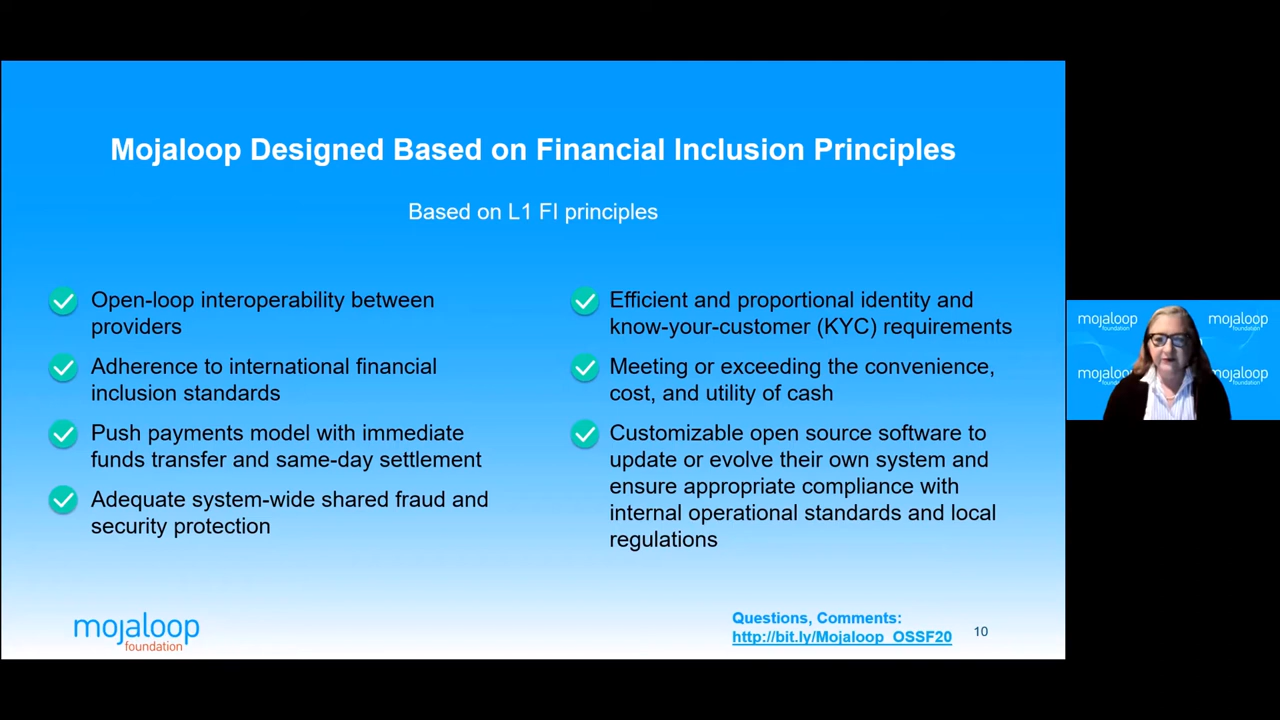 Mojaloop Designed Based on Financial Inclusion Principles
Based on L1 FI principles
Open-loop interoperability between
providers
Adherence to international financial
inclusion standards
Push payments model with immediate
funds transfer and same-day settlement
Adequate system-wide shared fraud and
security protection
Efficient and proportional identity and
know-your-customer (KYC) requirements
Meeting or exceeding the convenience,
cost, and utility of cash
Customizable open source software to
update or evolve their own system and
ensure appropriate compliance with
internal operational standards and local
regulations
mojaloop
foundation
Questions, Comments:
http://bit.ly/Mojaloop_OSSF20
10
mojaloop
foundation
mojaloop
foundation
mojaloop
mojaloop
foundation